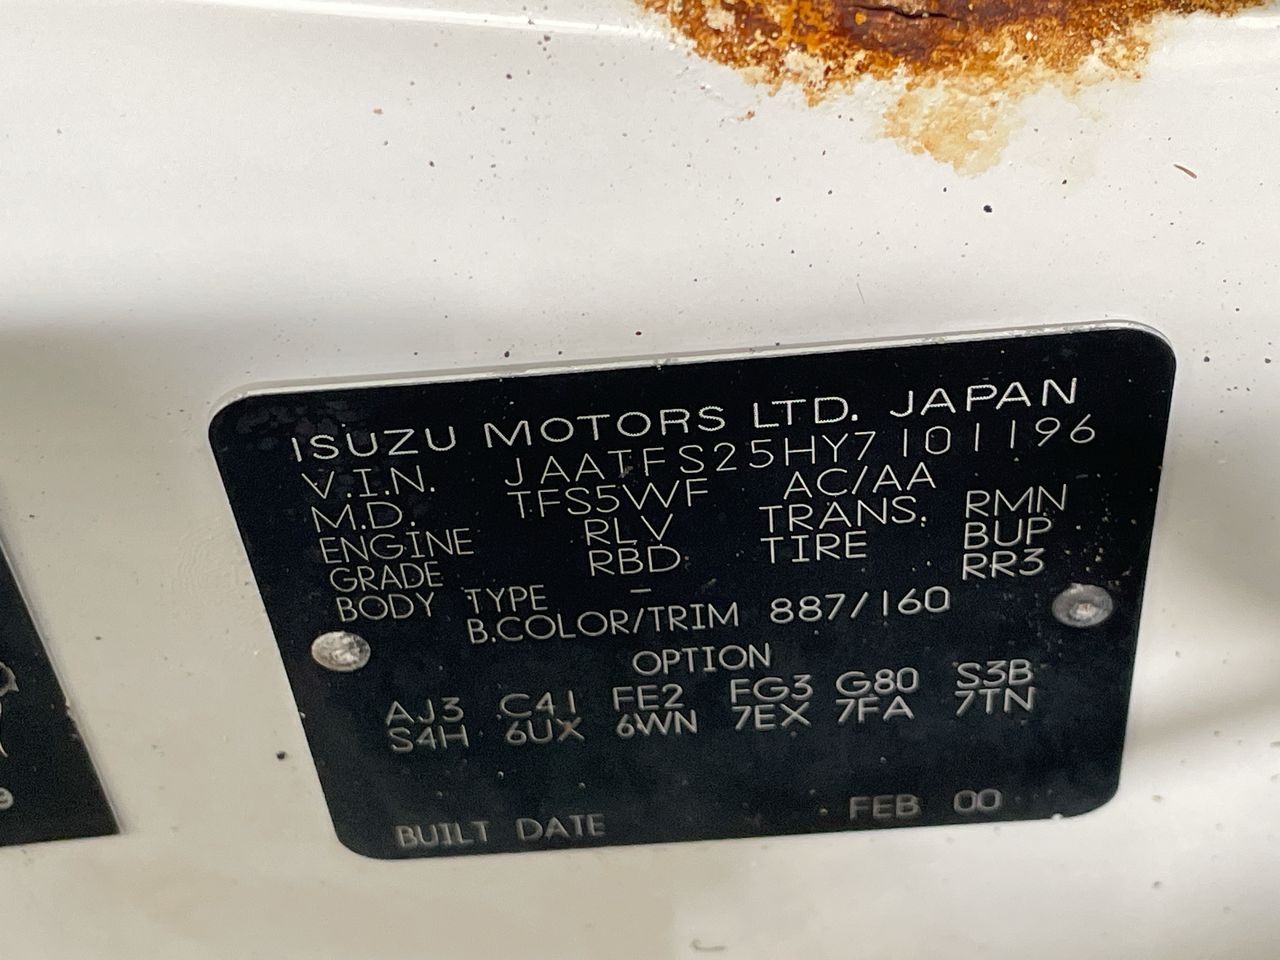 ISUZU MOTORS LTD. JAPAN
V.I.N. JAATFS25HY7101196
M.D. TFS5WF AC/AA
ENGINE RLV TRANS. RMN
GRADE RBD TIRE BUP
BODY TYPE - RR3
B.COLOR/TRIM 887/160
OPTION
AJ3 C41 FE2 FG3 G80 S3B
S4H 6UX 6WN 7EX 7FA 7TN
BUILT DATE FEB 00